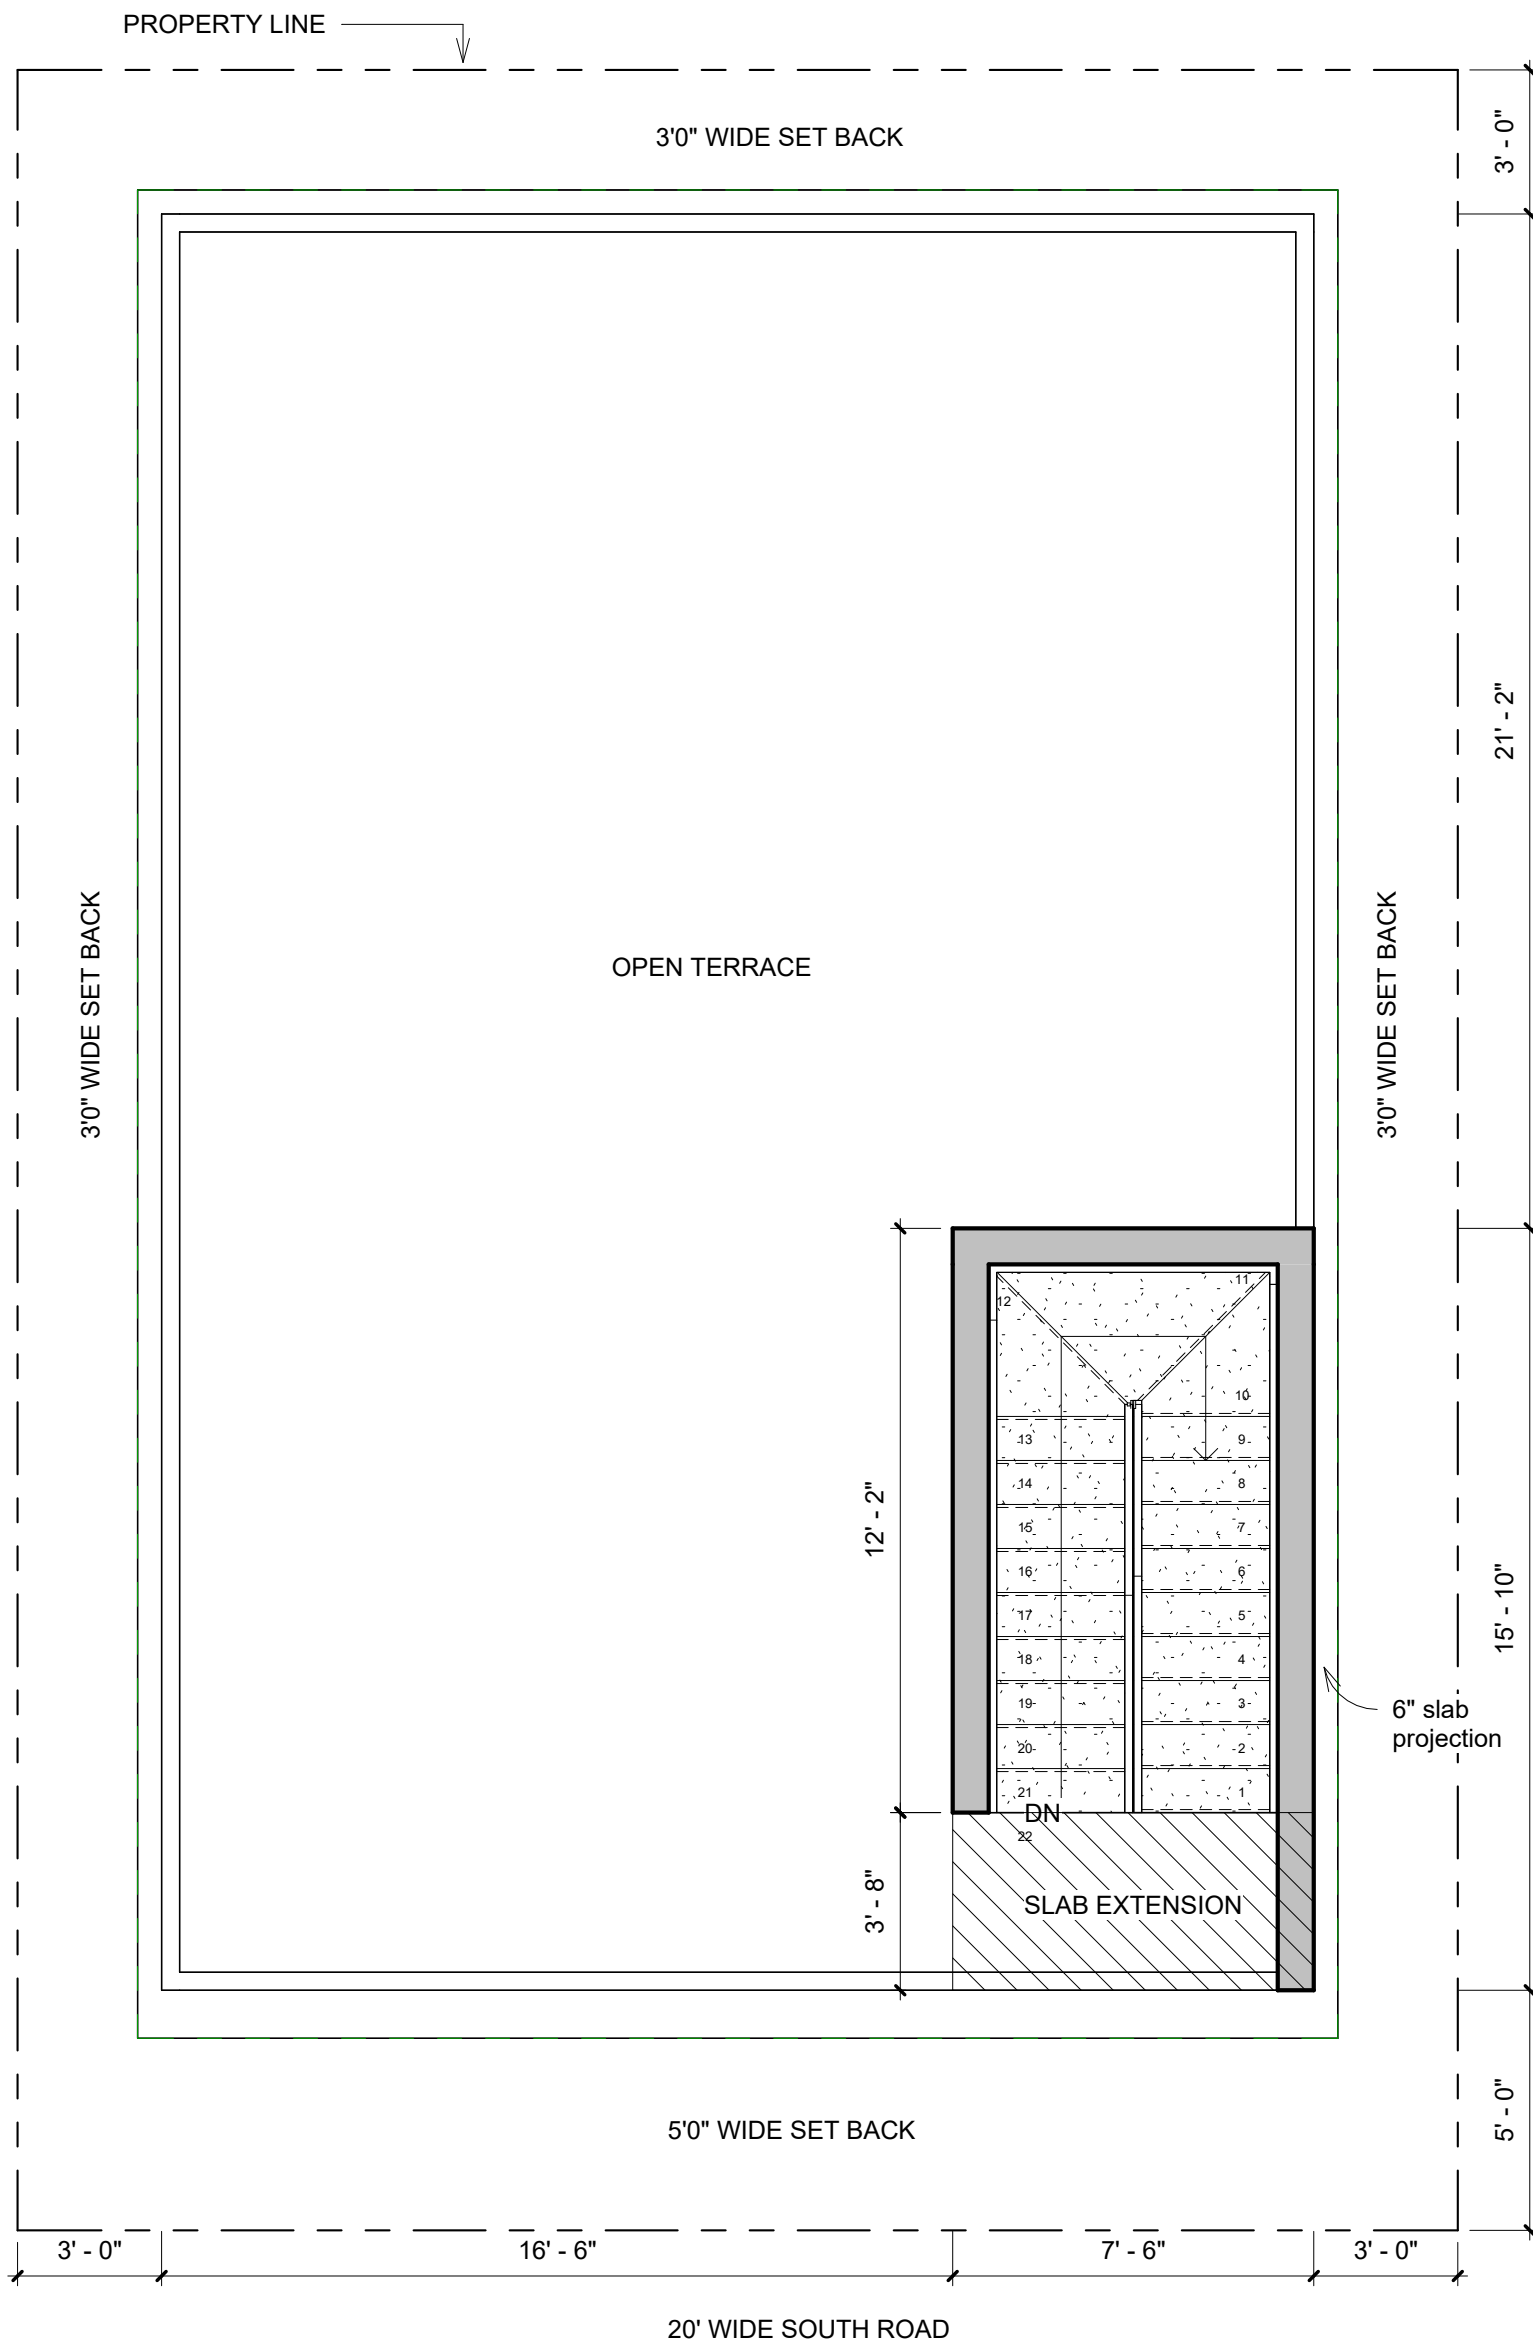 PROPERTY LINE
3'0" WIDE SET BACK
3' - 0"
21' - 2"
3'0" WIDE SET BACK
3'0" WIDE SET BACK
OPEN TERRACE
11
12
10
13
9
14
8
12' - 2"
15
7
16
6
17
5
15' - 10"
18
4
19
3
6" slab
projection
20
2
21
1
DN
22
3' - 8"
SLAB EXTENSION
5' - 0"
5'0" WIDE SET BACK
3' - 0"
16' - 6"
7' - 6"
3' - 0"
20' WIDE SOUTH ROAD